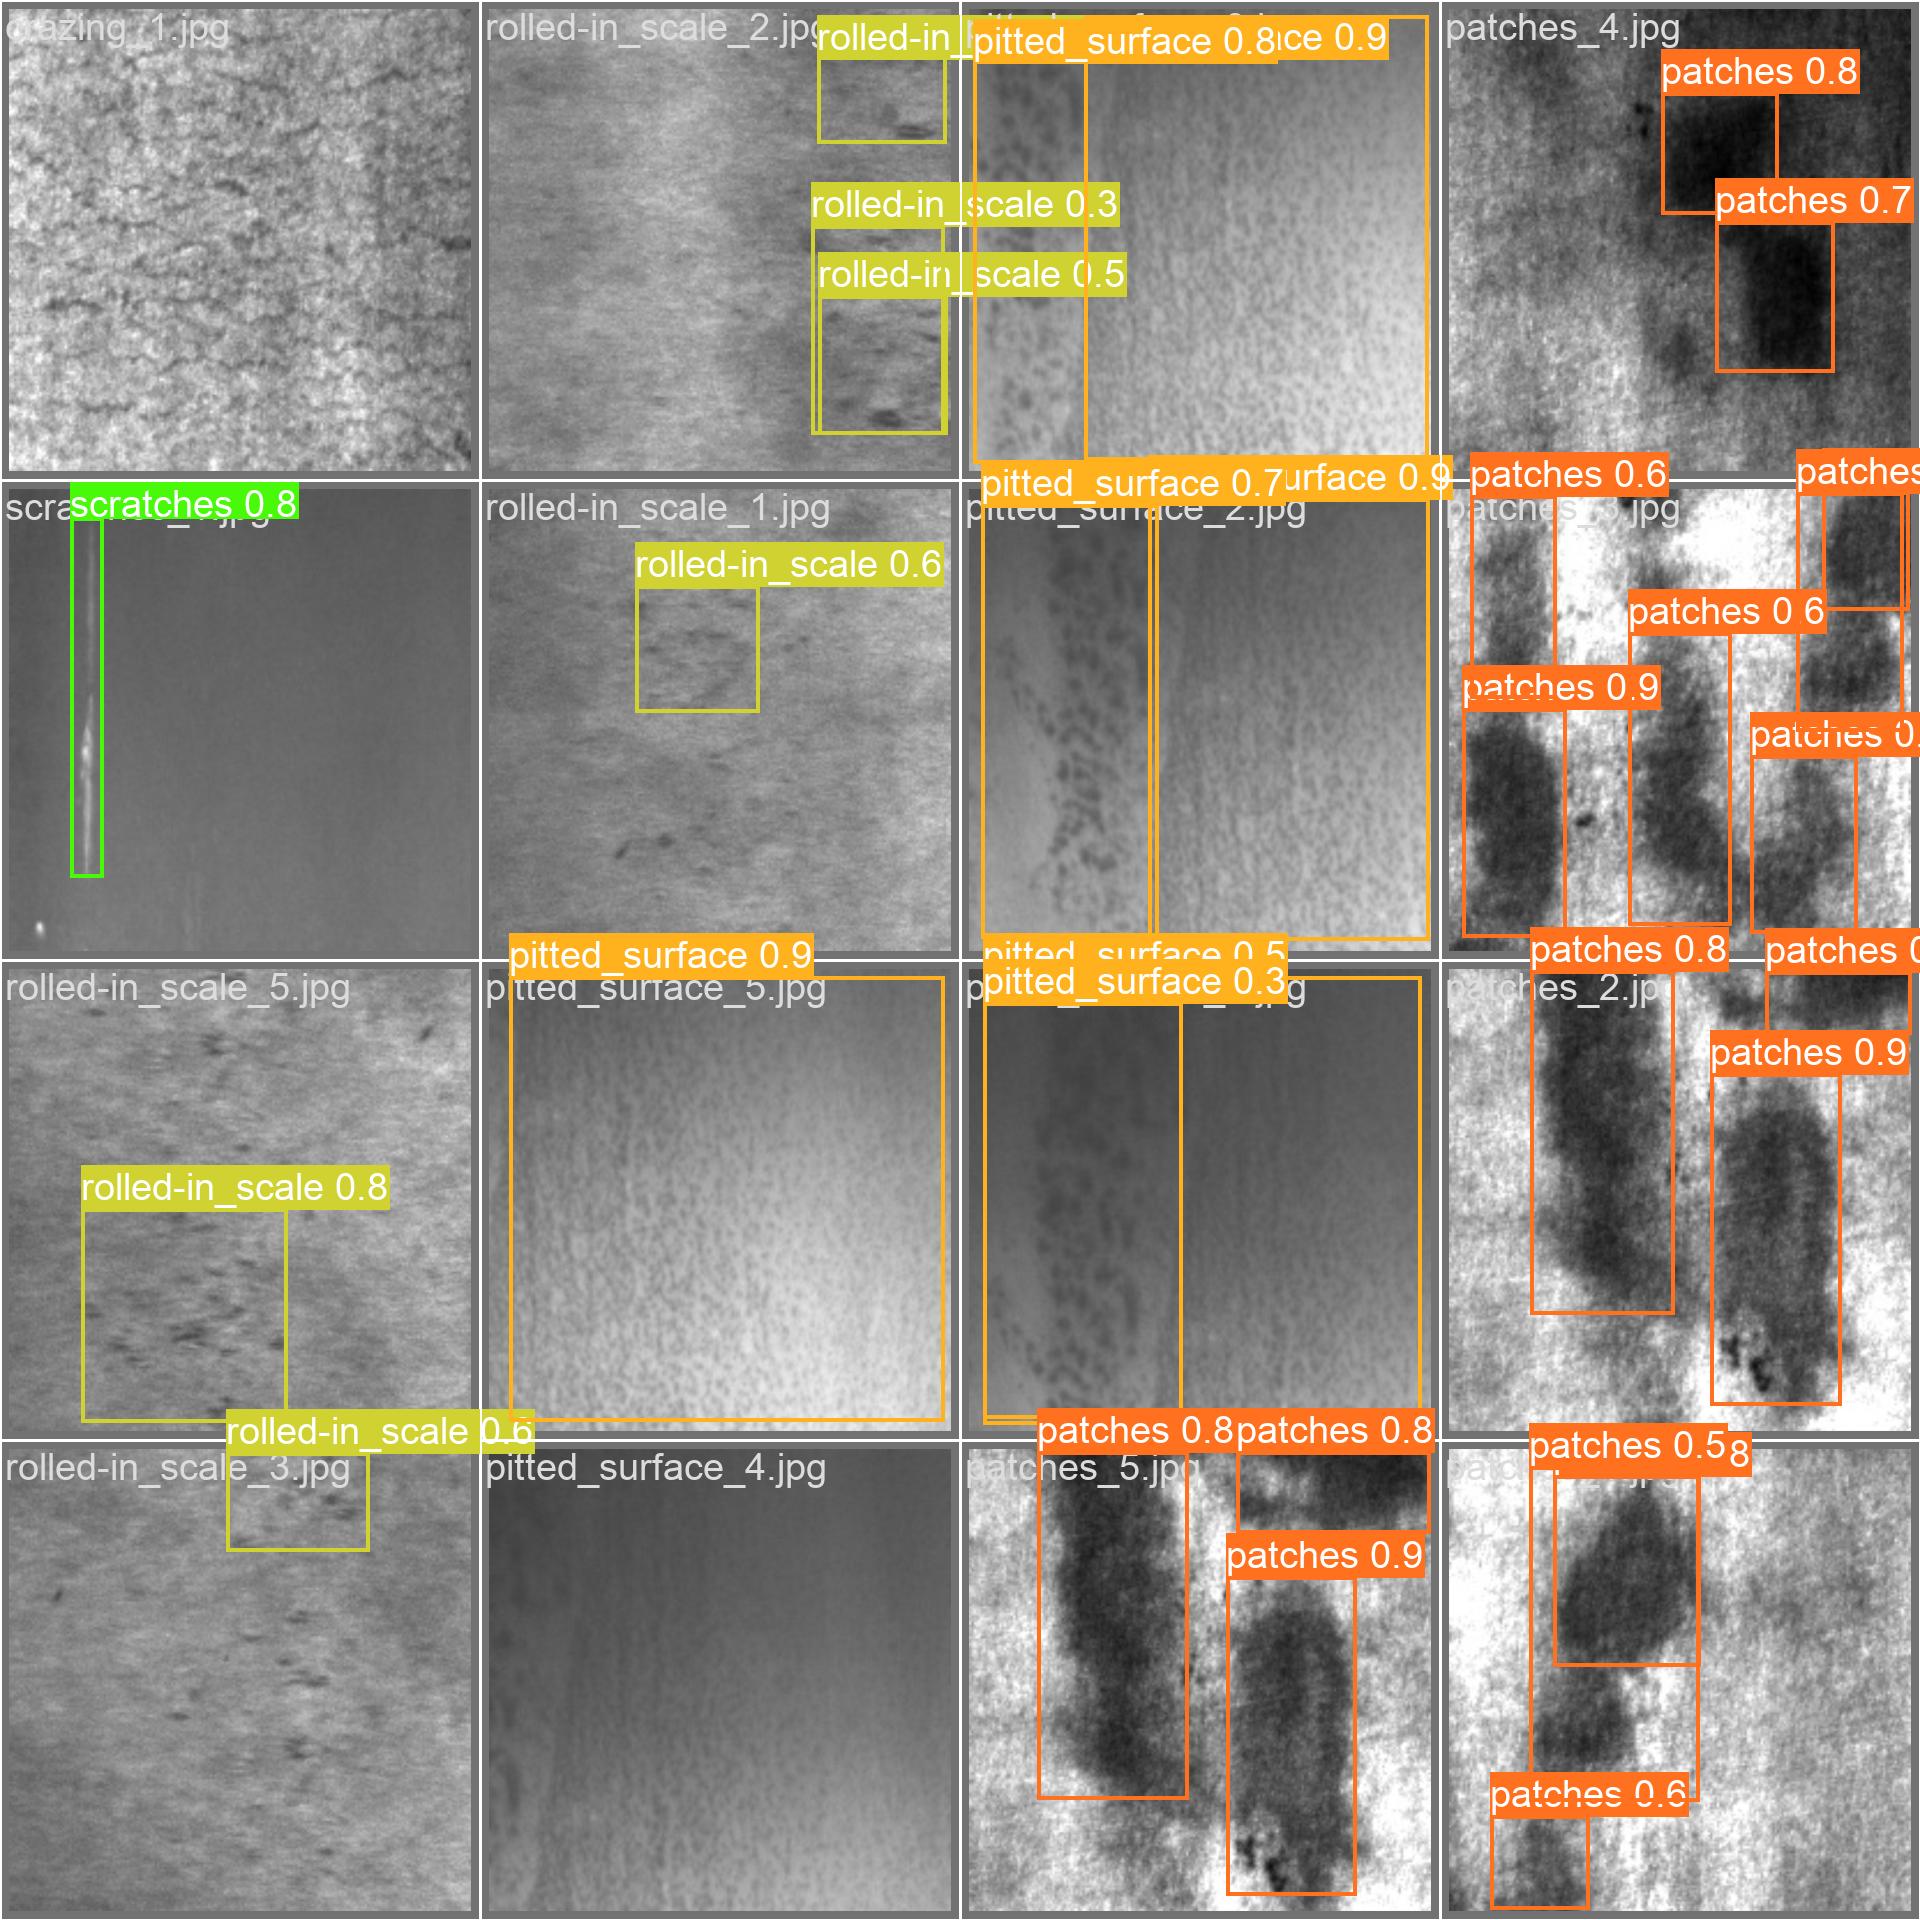 crazing_1.jpg
rolled-in_scale_2.jpg
rolled-in_
pitted_surface 0.8
ce 0.9
patches_4.jpg
patches 0.8
patches 0.7
rolled-in_scale 0.3
rolled-in_scale 0.5
scratches 0.8
rolled-in_scale_1.jpg
rolled-in_scale 0.6
pitted_surface 0.7
urface 0.9
pitted_surface_2.jpg
patches 0.6
patches
patches 0.6
patches 0.9
patches 0.
rolled-in_scale_5.jpg
rolled-in_scale 0.8
pitted_surface 0.9
pitted_surface_5.jpg
pitted_surface 0.5
pitted_surface 0.3
patches 0.8
patches 0
patches_2.jp
patches 0.9
rolled-in_scale 0.6
rolled-in_scale_3.jpg
pitted_surface_4.jpg
patches 0.8
patches 0.8
patches_5.jpg
patches 0.9
patches 0.5
8
patches 0.6